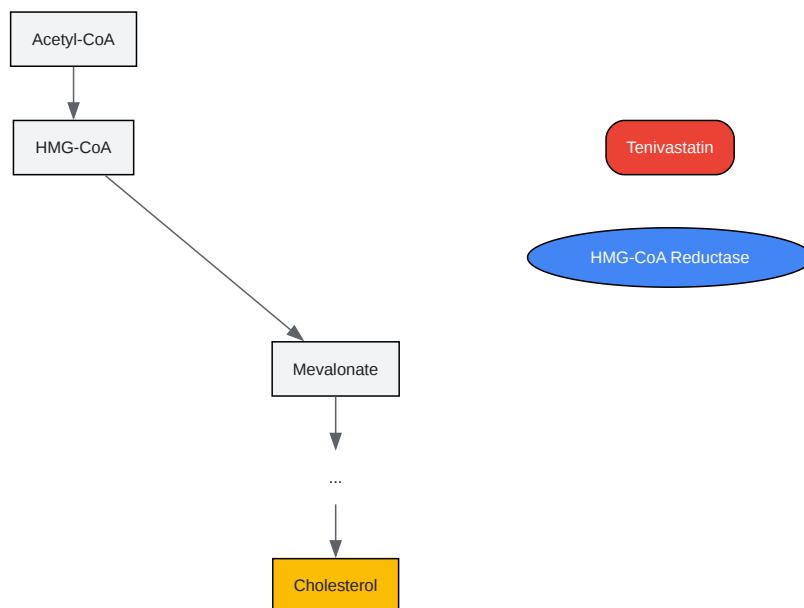 Acetyl-CoA
HMG-CoA
Tenivastatin
HMG-CoA Reductase
Mevalonate
...
Cholesterol